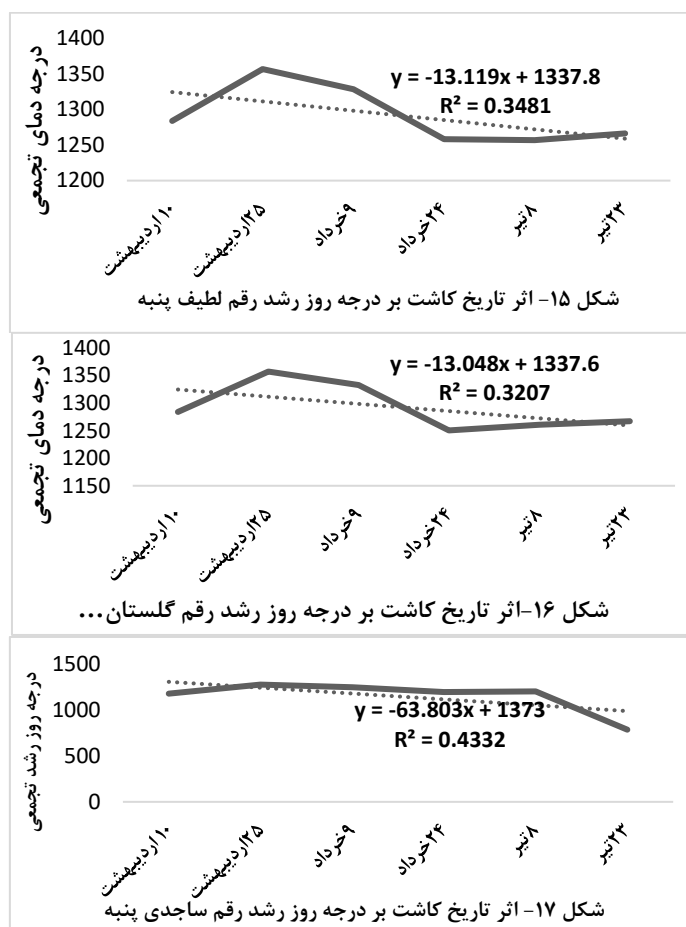 درجه دمای تجمعی
1400
1350
1300
1250
1200
y = -13.119x + 1337.8
R² = 0.3481
۱۰اردیبهشت
۲۵اردیبهشت
۹خرداد
۲۴خرداد
۸تیر
۲۳تیر
شکل ۱۵- اثر تاریخ کاشت بر درجه روز رشد رقم لطیف پنبه
درجه دمای تجمعی
1400
1350
1300
1250
1200
1150
y = -13.048x + 1337.6
R² = 0.3207
۱۰اردیبهشت
۲۵اردیبهشت
۹خرداد
۲۴خرداد
۸تیر
۲۳تیر
شکل ۱۶-اثر تاریخ کاشت بر درجه روز رشد رقم گلستان...
درجه روز رشد تجمعی
1500
1000
500
0
y = -63.803x + 1373
R² = 0.4332
۱۰اردیبهشت
۲۵اردیبهشت
۹خرداد
۲۴خرداد
۸تیر
۲۳تیر
شکل ۱۷- اثر تاریخ کاشت بر درجه روز رشد رقم ساجدی پنبه